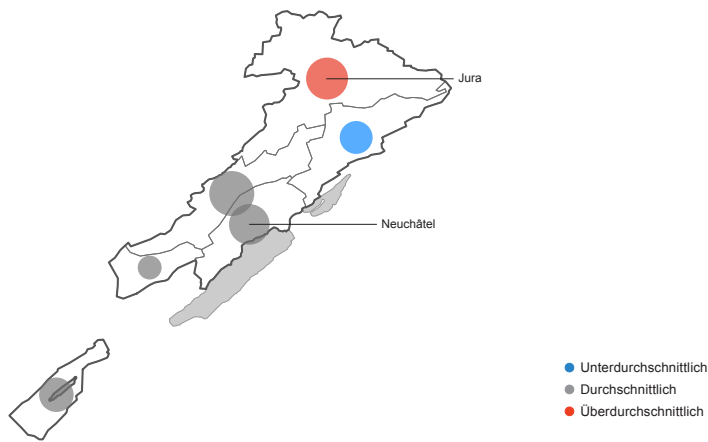 Jura
Neuchâtel
Unterdurchschnittlich
Durchschnittlich
Überdurchschnittlich